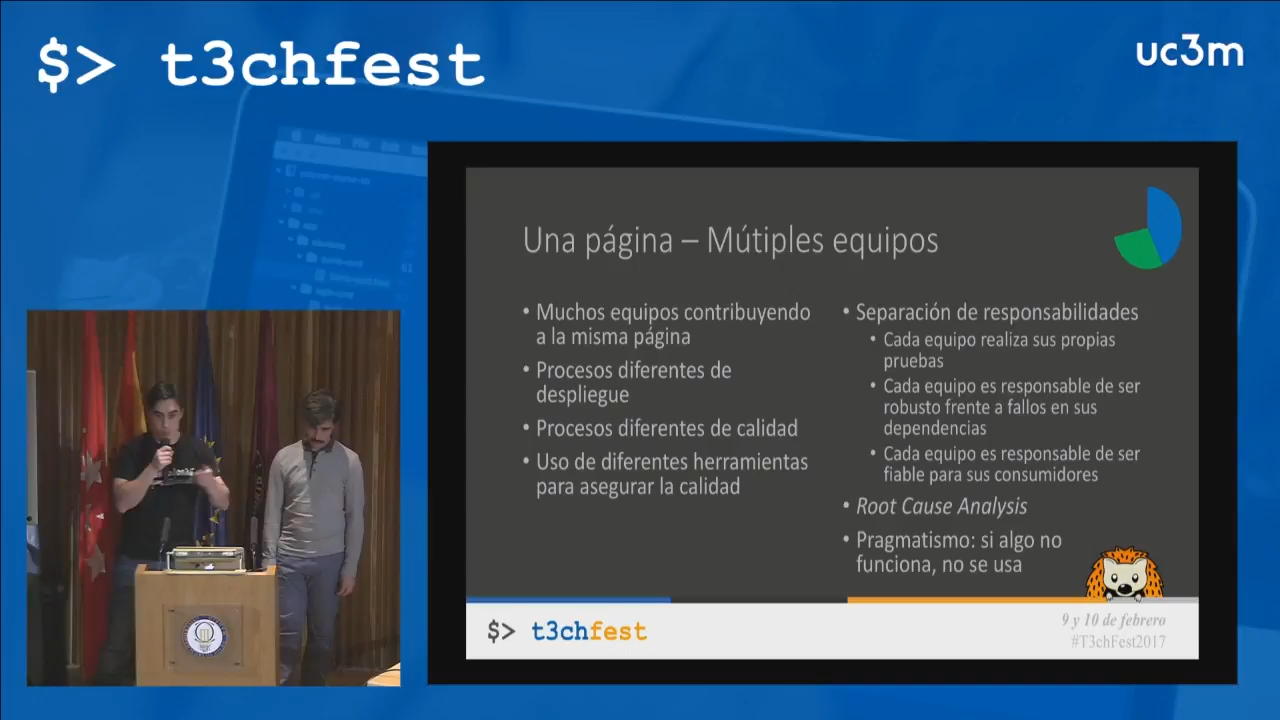 $> t3chfest
uc3m
Una página – Mútiples equipos
• Muchos equipos contribuyendo
a la misma página
• Procesos diferentes de
despliegue
• Procesos diferentes de calidad
• Uso de diferentes herramientas
para asegurar la calidad
• Separación de responsabilidades
• Cada equipo realiza sus propias
pruebas
• Cada equipo es responsable de ser
robusto frente a fallos en sus
dependencias
• Cada equipo es responsable de ser
fiable para sus consumidores
• Root Cause Analysis
• Pragmatismo: si algo no
funciona, no se usa
$> t3chfest
9 y 10 de febrero
#T3chFest2017